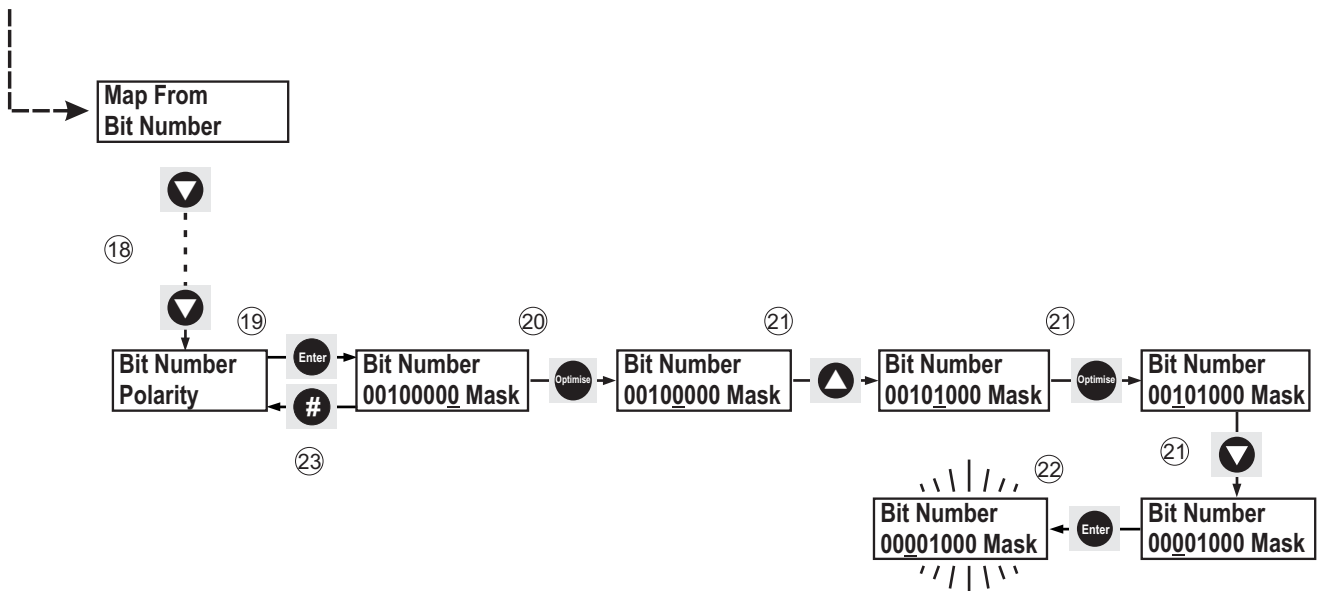 Map From
Bit Number
18
19
20
21
21
Bit Number
Polarity
Enter
#
Bit Number
00100000 Mask
Optimise
Bit Number
00100000 Mask
Bit Number
00101000 Mask
Optimise
Bit Number
00101000 Mask
23
21
22
Bit Number
00001000 Mask
Enter
Bit Number
00001000 Mask